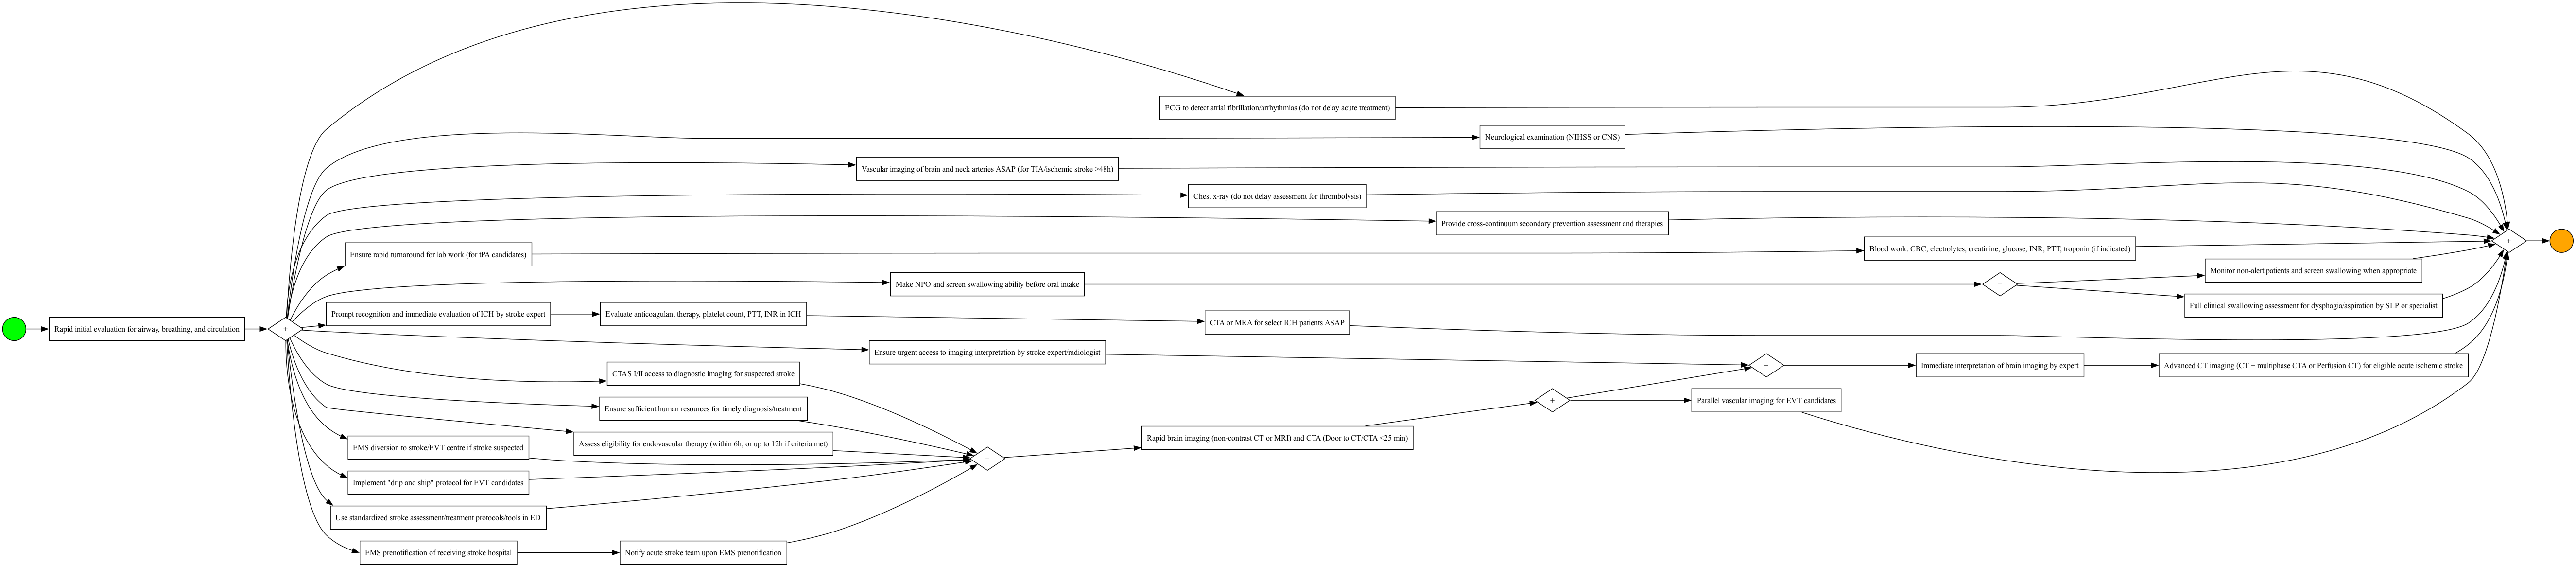 ECG to detect atrial fibrillation/arrhythmias (do not delay acute treatment)
Neurological examination (NIHSS or CNS)
Vascular imaging of brain and neck arteries ASAP (for TIA/ischemic stroke >48h)
Chest x-ray (do not delay assessment for thrombolysis)
Provide cross-continuum secondary prevention assessment and therapies
Ensure rapid turnaround for lab work (for tPA candidates)
Blood work: CBC, electrolytes, creatinine, glucose, INR, PTT, troponin (if indicated)
+
Monitor non-alert patients and screen swallowing when appropriate
Make NPO and screen swallowing ability before oral intake
+
Full clinical swallowing assessment for dysphagia/aspiration by SLP or specialist
Prompt recognition and immediate evaluation of ICH by stroke expert
Evaluate anticoagulant therapy, platelet count, PTT, INR in ICH
CTA or MRA for select ICH patients ASAP
Rapid initial evaluation for airway, breathing, and circulation
+
Ensure urgent access to imaging interpretation by stroke expert/radiologist
+
Immediate interpretation of brain imaging by expert
Advanced CT imaging (CT + multiphase CTA or Perfusion CT) for eligible acute ischemic stroke
CTAS I/II access to diagnostic imaging for suspected stroke
+
Parallel vascular imaging for EVT candidates
Ensure sufficient human resources for timely diagnosis/treatment
Rapid brain imaging (non-contrast CT or MRI) and CTA (Door to CT/CTA <25 min)
Assess eligibility for endovascular therapy (within 6h, or up to 12h if criteria met)
EMS diversion to stroke/EVT centre if stroke suspected
+
Implement "drip and ship" protocol for EVT candidates
Use standardized stroke assessment/treatment protocols/tools in ED
EMS prenotification of receiving stroke hospital
Notify acute stroke team upon EMS prenotification